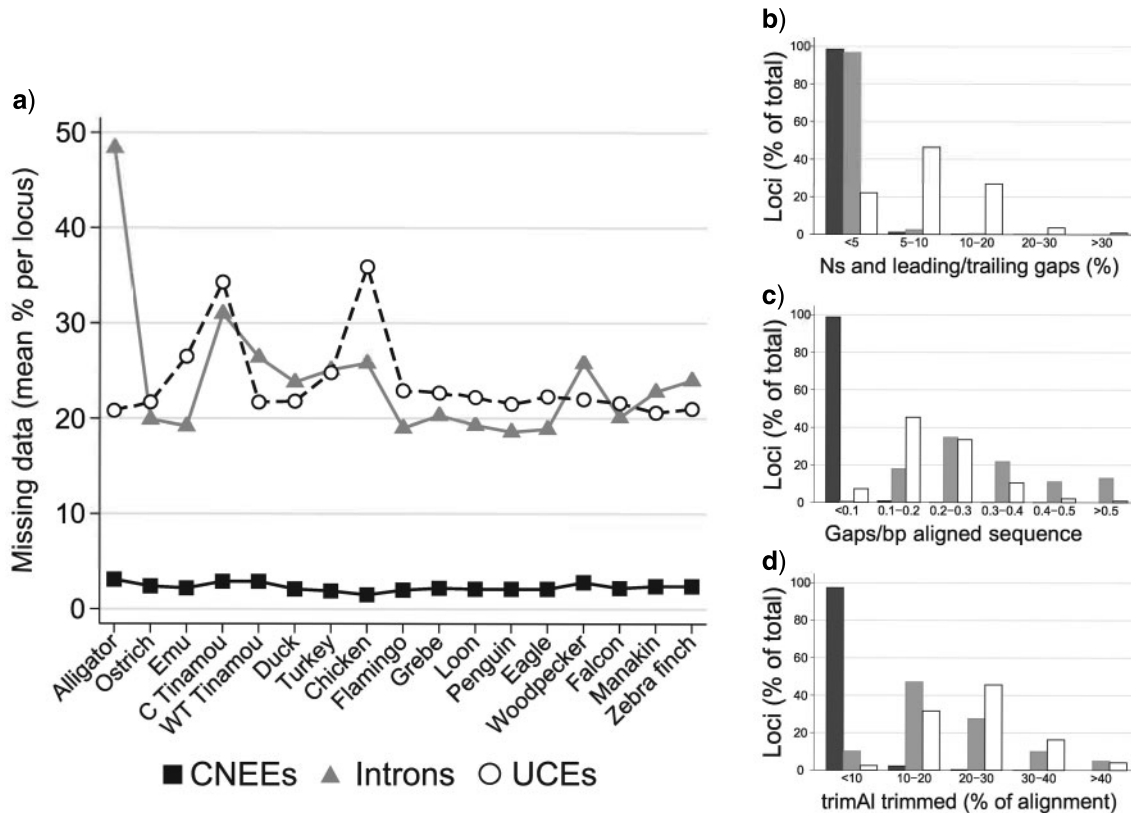 a)
Missing data (mean % per locus)
50
40
30
20
10
0
Alligator
Ostrich
Emu
C Tinamou
WT Tinamou
Duck
Turkey
Chicken
Flamingo
Grebe
Loon
Penguin
Eagle
Woodpecker
Falcon
Manakin
Zebra finch
CNEEs Introns UCEs
b)
Loci (% of total)
100
80
60
40
20
0
<5 5–10 10–20 20–30 >30
Ns and leading/trailing gaps (%)
c)
Loci (% of total)
100
80
60
40
20
0
<0.1 0.1–0.2 0.2–0.3 0.3–0.4 0.4–0.5 >0.5
Gaps/bp aligned sequence
d)
Loci (% of total)
100
80
60
40
20
0
<10 10–20 20–30 30–40 >40
trimAl trimmed (% of alignment)